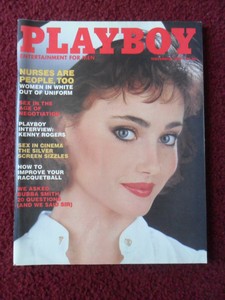 PLAYBOY
ENTERTAINMENT FOR MEN
NURSES ARE
PEOPLE, TOO
WOMEN IN WHITE
OUT OF UNIFORM
SEX IN THE
AGE OF
NEGOTIATION
PLAYBOY
INTERVIEW:
KENNY ROGERS
SEX IN CINEMA
THE SILVER
SCREEN SIZZLES
HOW TO
IMPROVE YOUR
RACQUETBALL
WE ASKED
BUBBA SMITH
20 QUESTIONS
(AND WE SAID SIR)